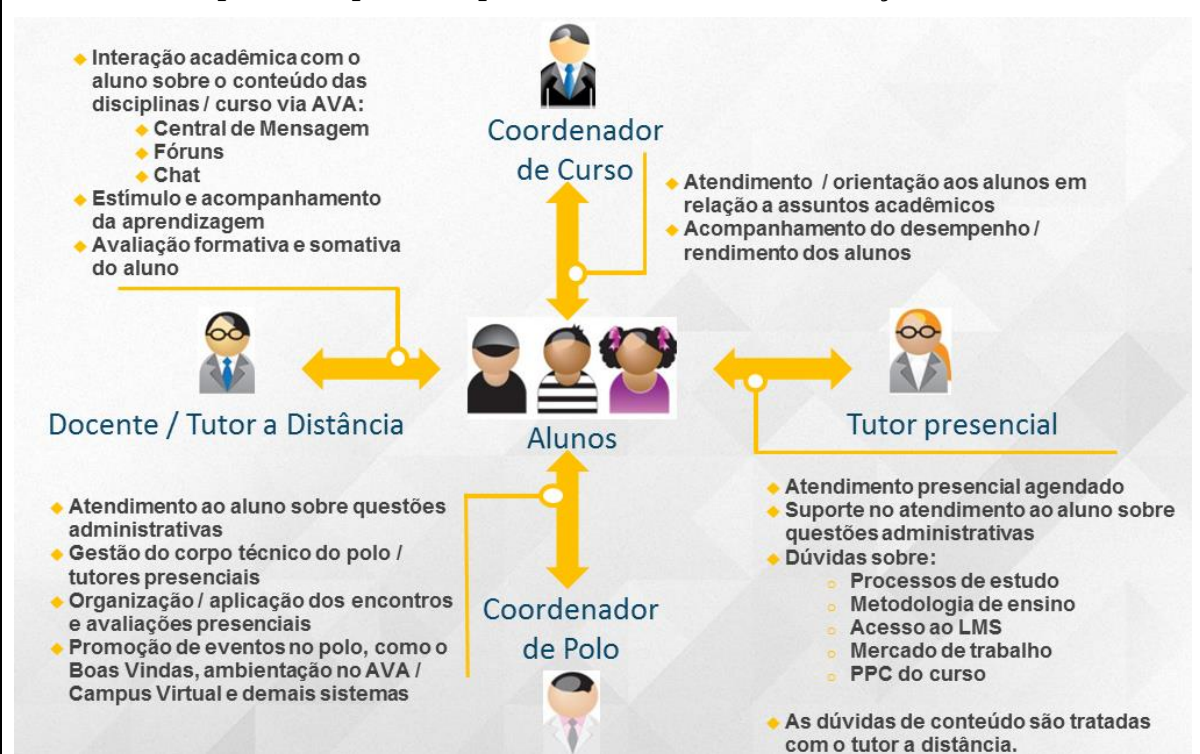 Interação acadêmica com o
aluno sobre o conteúdo das
disciplinas / curso via AVA:
Central de Mensagem
Fóruns
Chat
Estímulo e acompanhamento
da aprendizagem
Avaliação formativa e somativa
do aluno
Coordenador
de Curso
Atendimento / orientação aos alunos em
relação a assuntos acadêmicos
Acompanhamento do desempenho /
rendimento dos alunos
Docente / Tutor a Distância
Alunos
Tutor presencial
Atendimento ao aluno sobre questões
administrativas
Gestão do corpo técnico do polo /
tutores presenciais
Organização / aplicação dos encontros
e avaliações presenciais
Promoção de eventos no polo, como o
Boas Vindas, ambientação no AVA /
Campus Virtual e demais sistemas
Coordenador
de Polo
Atendimento presencial agendado
Suporte no atendimento ao aluno sobre
questões administrativas
Dúvidas sobre:
Processos de estudo
Metodologia de ensino
Acesso ao LMS
Mercado de trabalho
PPC do curso
As dúvidas de conteúdo são tratadas
com o tutor a distância.